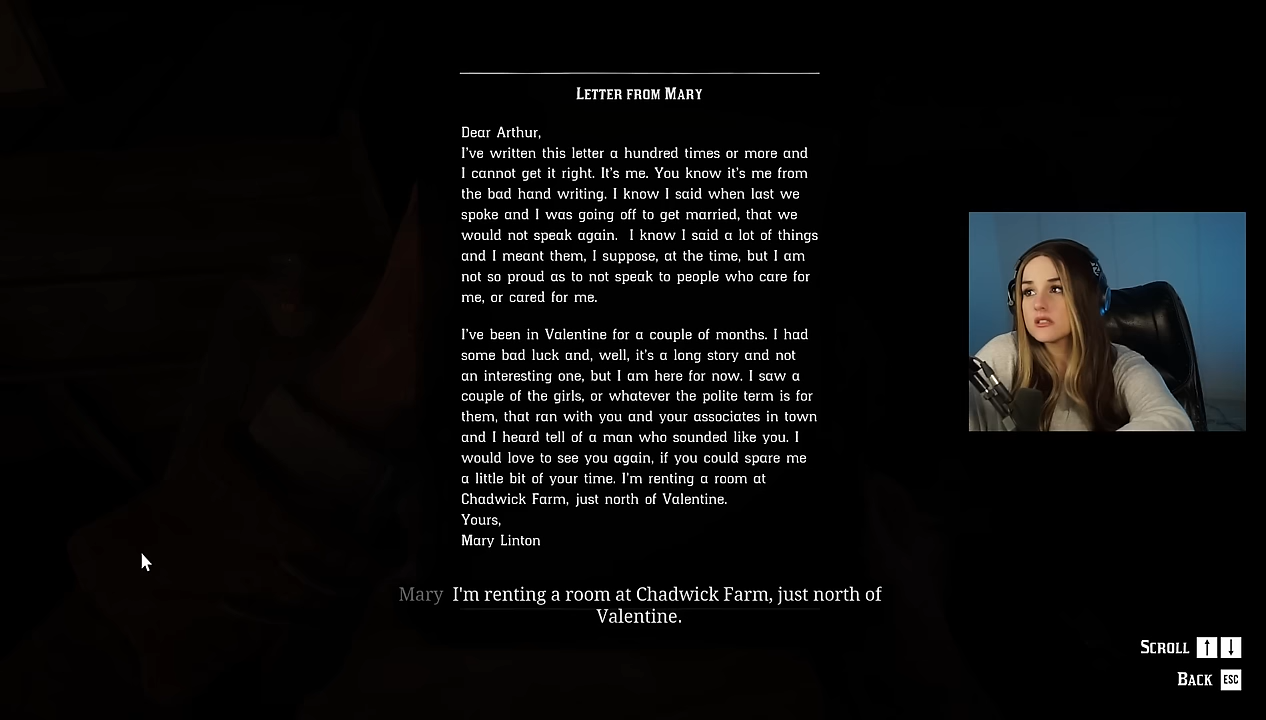 Letter from Mary
Dear Arthur,
I've written this letter a hundred times or more and
I cannot get it right. It's me. You know it's me from
the bad hand writing. I know I said when last we
spoke and I was going off to get married, that we
would not speak again.  I know I said a lot of things
and I meant them, I suppose, at the time, but I am
not so proud as to not speak to people who care for
me, or cared for me.
I've been in Valentine for a couple of months. I had
some bad luck and, well, it's a long story and not
an interesting one, but I am here for now. I saw a
couple of the girls, or whatever the polite term is for
them, that ran with you and your associates in town
and I heard tell of a man who sounded like you. I
would love to see you again, if you could spare me
a little bit of your time. I'm renting a room at
Chadwick Farm, just north of Valentine.
Yours,
Mary Linton
Mary I'm renting a room at Chadwick Farm, just north of
Valentine.
Scroll ↑ ↓
Back ESC